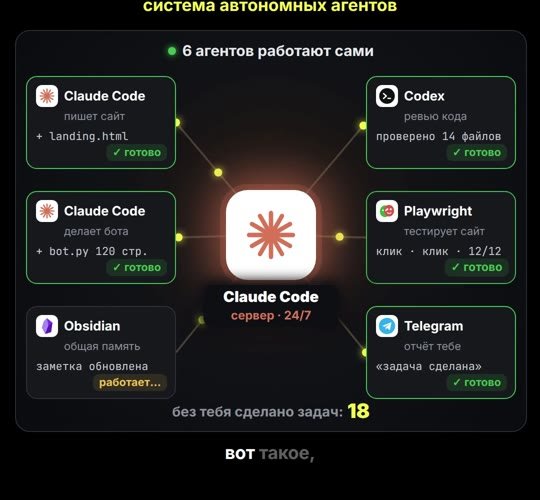 система автономных агентов
6 агентов работают сами
Claude Code
пишет сайт
+ landing.html
✓ готово
Codex
ревью кода
проверено 14 файлов
✓ готово
Claude Code
делает бота
+ bot.py 120 стр.
✓ готово
Playwright
тестирует сайт
клик · клик · 12/12
✓ готово
Claude Code
сервер · 24/7
Obsidian
общая память
заметка обновлена
работает...
Telegram
отчёт тебе
«задача сделана»
✓ готово
без тебя сделано задач: 18
вот такое,